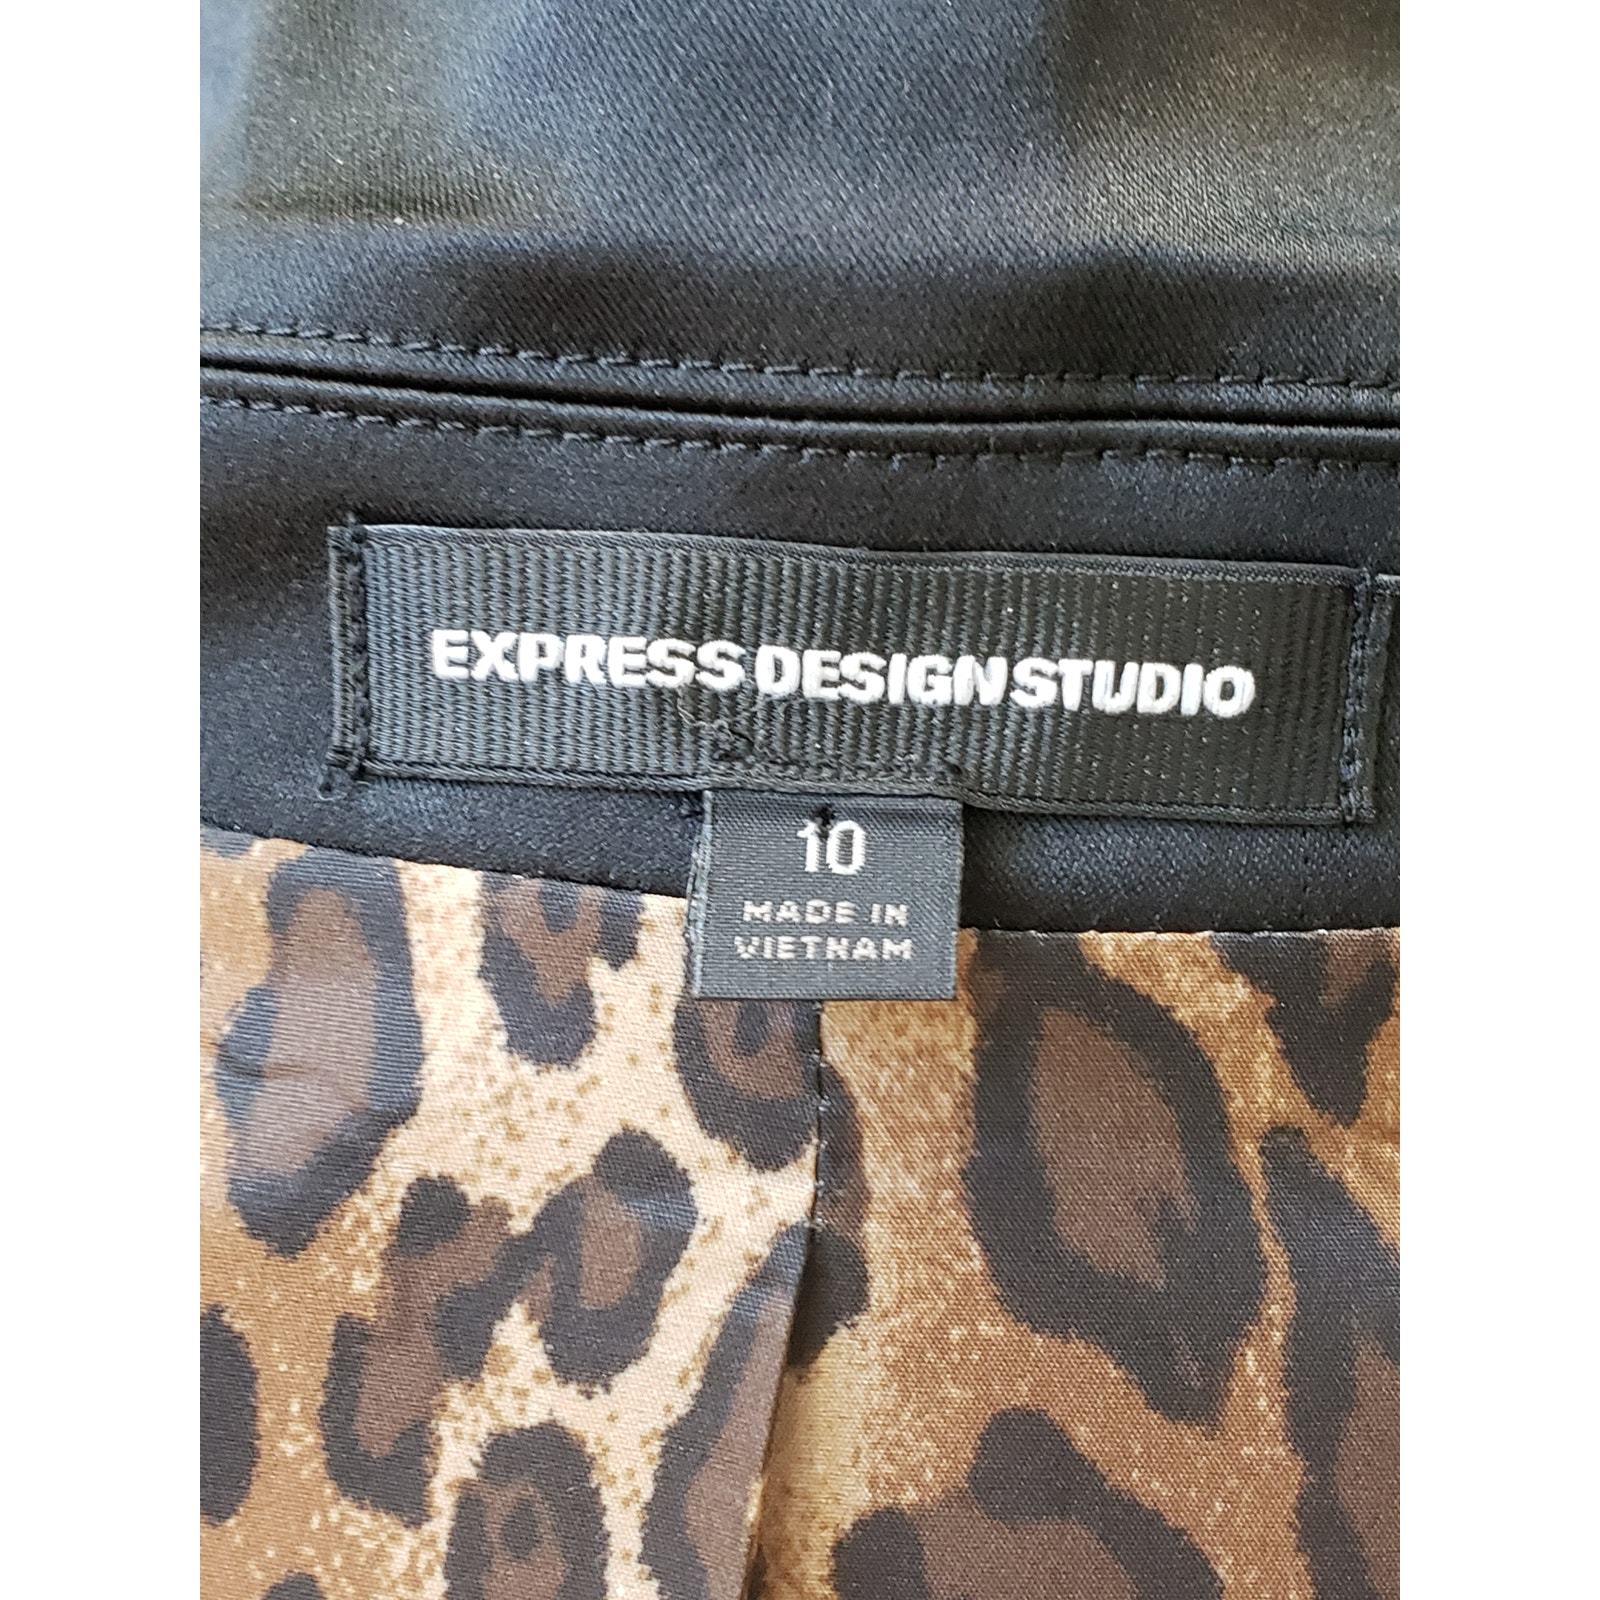 EXPRESS DESIGN STUDIO
10
MADE IN
VIETNAM